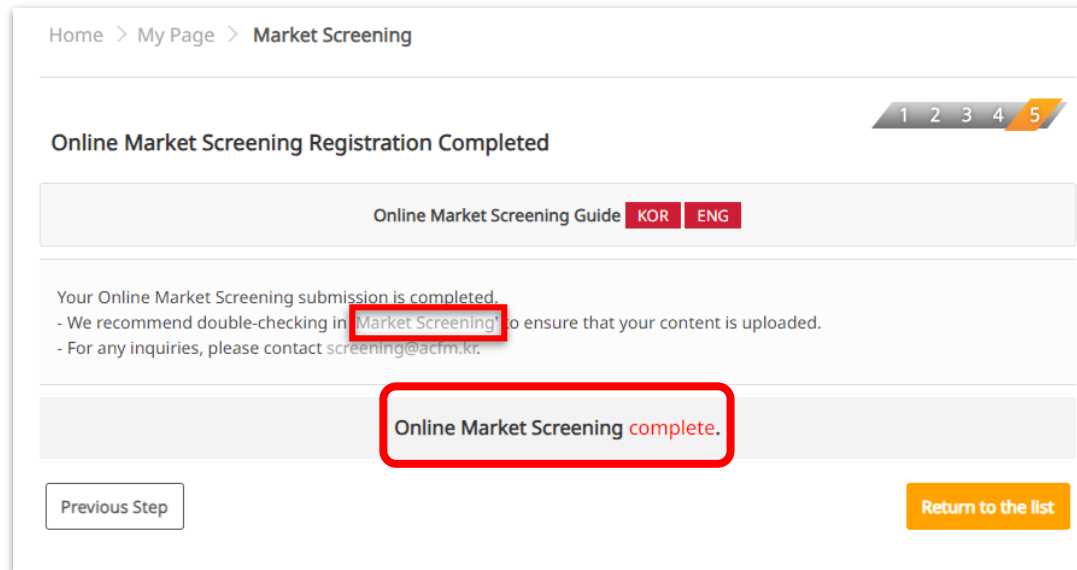 Home > My Page > Market Screening
1 2 3 4 5
Online Market Screening Registration Completed
Online Market Screening Guide KOR ENG
Your Online Market Screening submission is completed.
- We recommend double-checking in 'Market Screening' to ensure that your content is uploaded.
- For any inquiries, please contact screening@acfm.kr.
Online Market Screening complete.
Previous Step
Return to the list